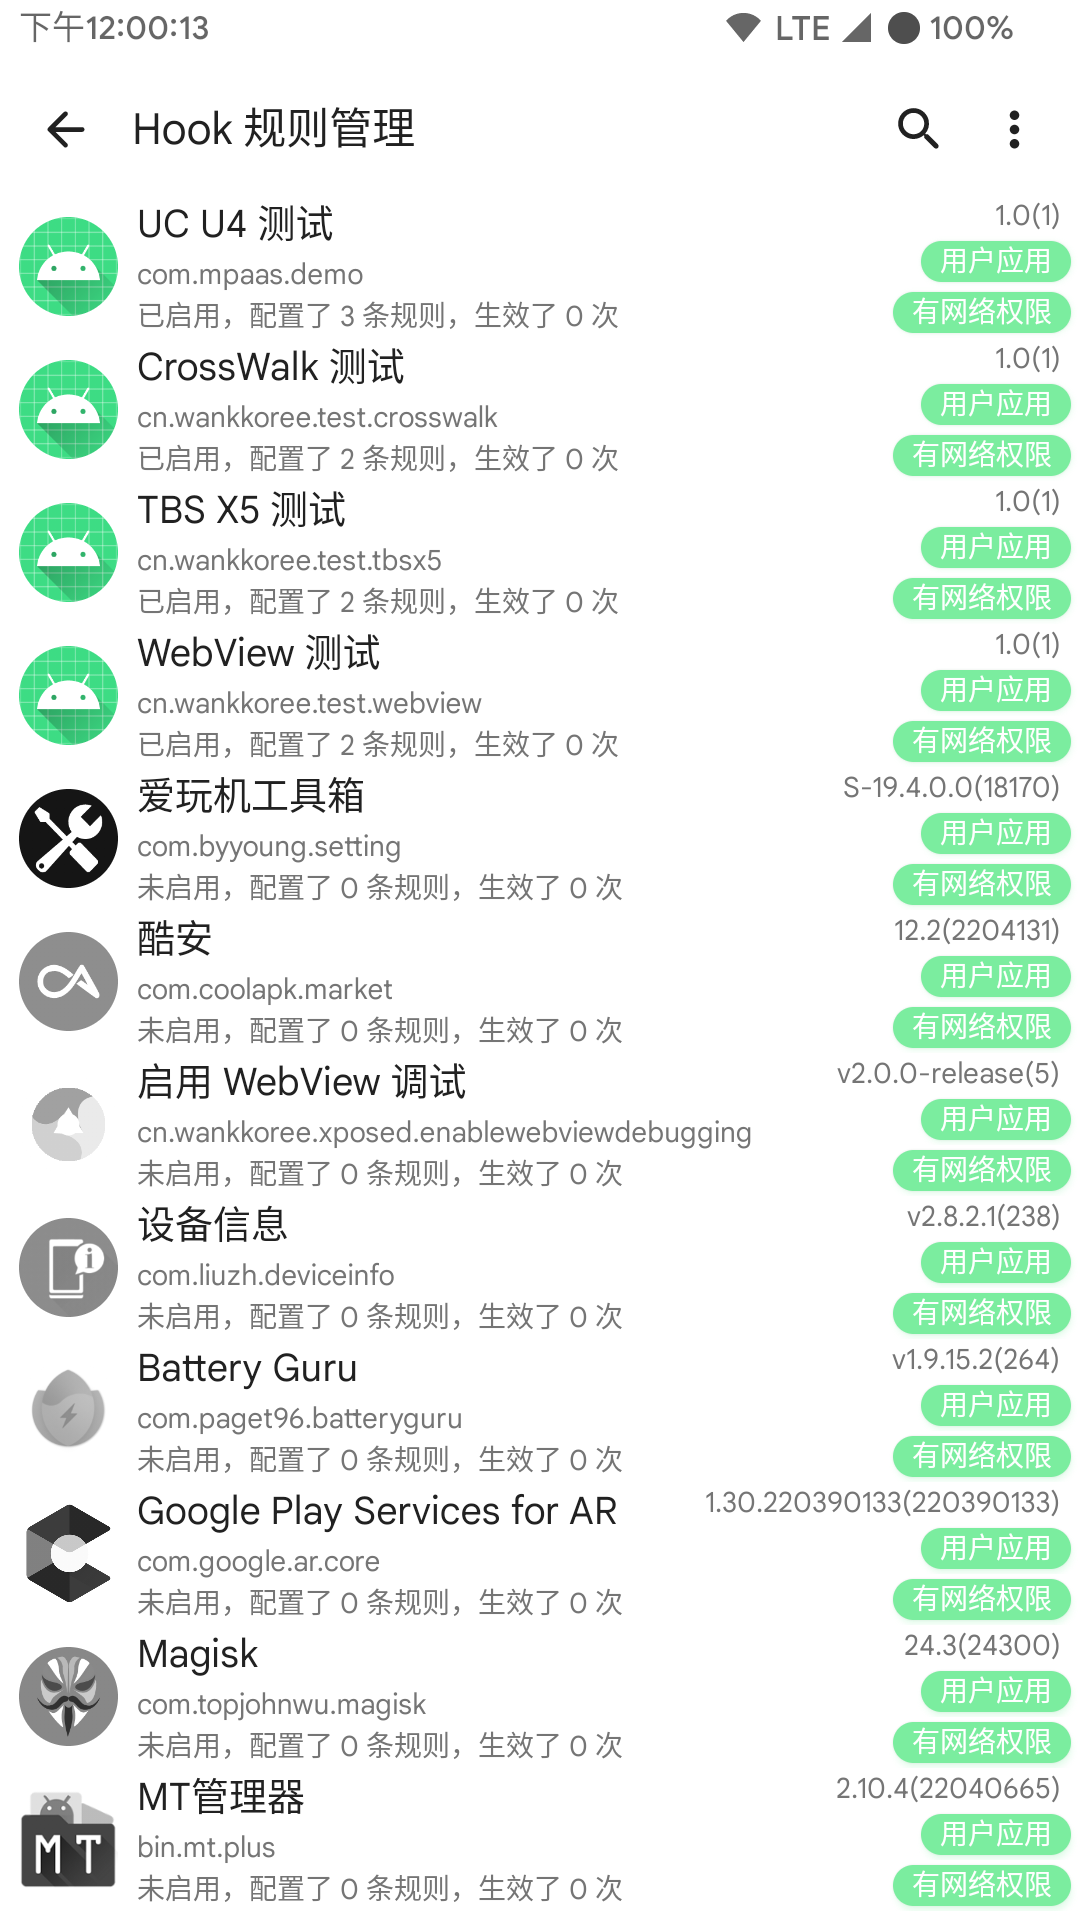 下午12:00:13 LTE 100%
Hook 规则管理
UC U4 测试 1.0(1)
com.mpaas.demo 用户应用
已启用，配置了 3 条规则，生效了 0 次 有网络权限
CrossWalk 测试 1.0(1)
cn.wankkoree.test.crosswalk 用户应用
已启用，配置了 2 条规则，生效了 0 次 有网络权限
TBS X5 测试 1.0(1)
cn.wankkoree.test.tbsx5 用户应用
已启用，配置了 2 条规则，生效了 0 次 有网络权限
WebView 测试 1.0(1)
cn.wankkoree.test.webview 用户应用
已启用，配置了 2 条规则，生效了 0 次 有网络权限
爱玩机工具箱 S-19.4.0.0(18170)
com.byyoung.setting 用户应用
未启用，配置了 0 条规则，生效了 0 次 有网络权限
酷安 12.2(2204131)
com.coolapk.market 用户应用
未启用，配置了 0 条规则，生效了 0 次 有网络权限
启用 WebView 调试 v2.0.0-release(5)
cn.wankkoree.xposed.enablewebviewdebugging 用户应用
未启用，配置了 0 条规则，生效了 0 次 有网络权限
设备信息 v2.8.2.1(238)
com.liuzh.deviceinfo 用户应用
未启用，配置了 0 条规则，生效了 0 次 有网络权限
Battery Guru v1.9.15.2(264)
com.paget96.batteryguru 用户应用
未启用，配置了 0 条规则，生效了 0 次 有网络权限
Google Play Services for AR 1.30.220390133(220390133)
com.google.ar.core 用户应用
未启用，配置了 0 条规则，生效了 0 次 有网络权限
Magisk 24.3(24300)
com.topjohnwu.magisk 用户应用
未启用，配置了 0 条规则，生效了 0 次 有网络权限
MT管理器 2.10.4(22040665)
MT bin.mt.plus 用户应用
未启用，配置了 0 条规则，生效了 0 次 有网络权限